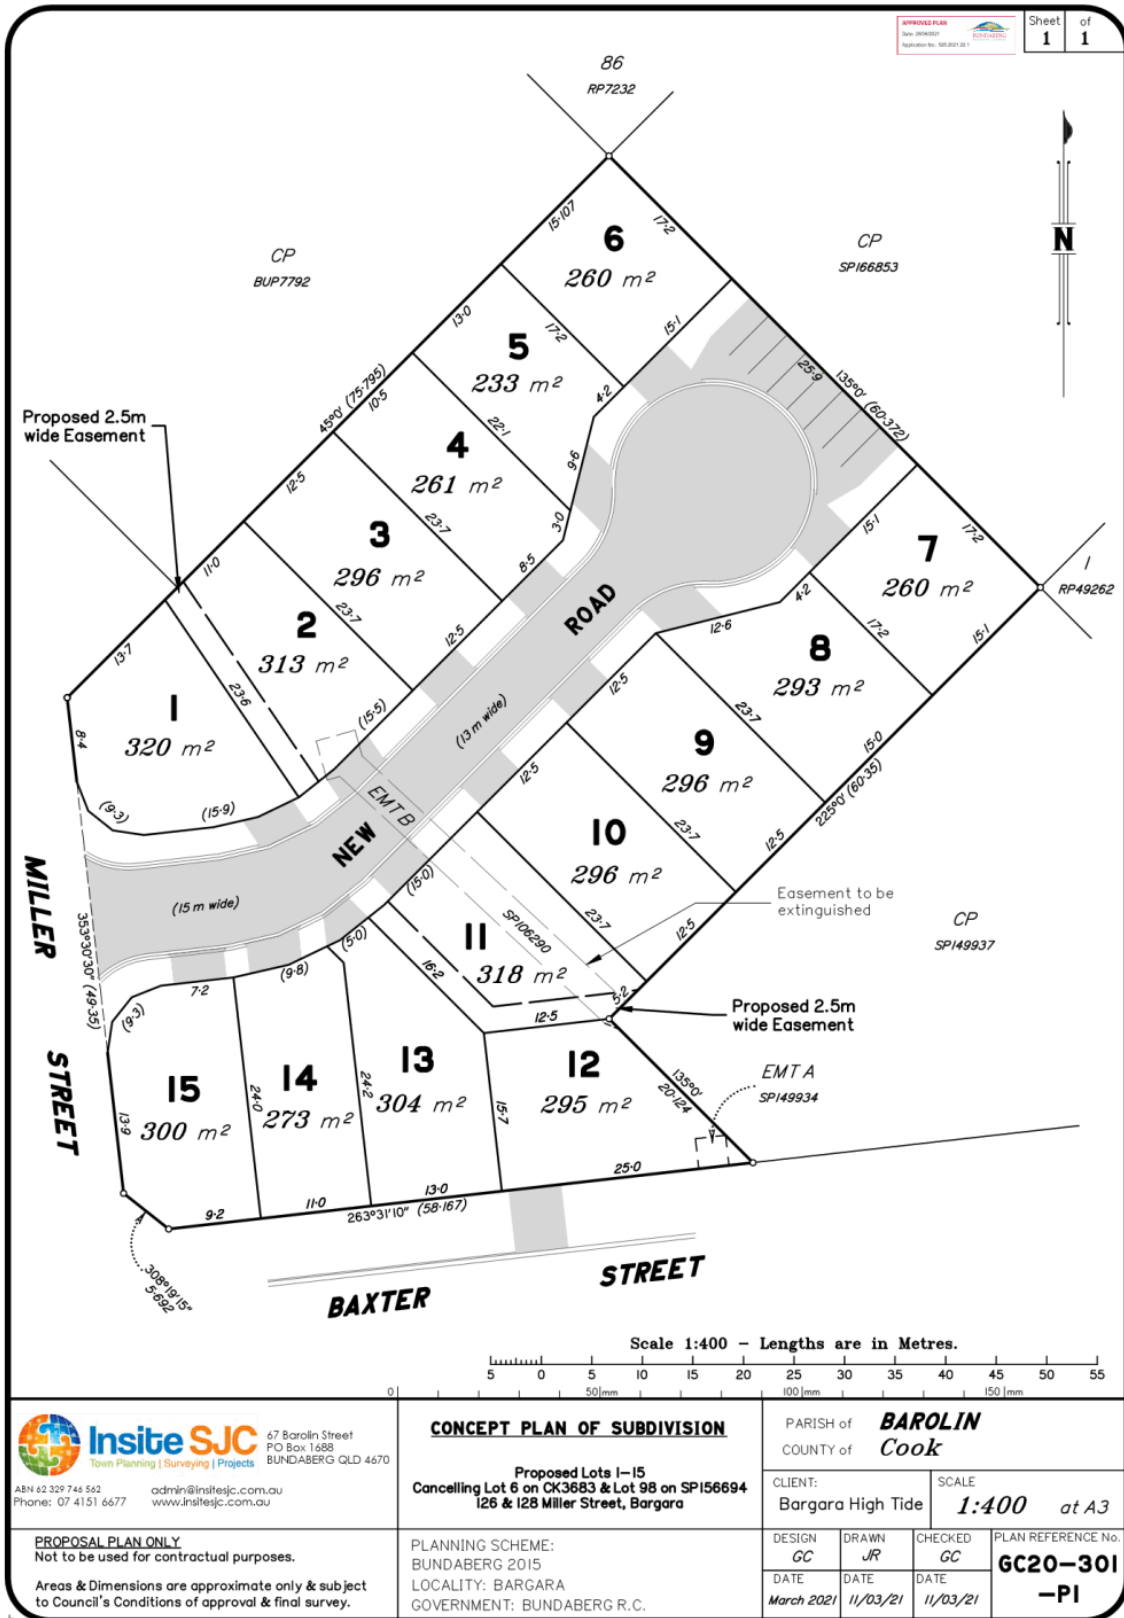 APPROVED PLAN
BUNDABERG
Sheet of
1 1
86
RP7232
CP
BUP7792
CP
SP166853
N
15·107
17·2
6
260 m²
13·0
17·2
15·1
5
233 m²
4·2
25·9
135°0' (60·372)
45°0' (75·795)
10·5
22·1
Proposed 2.5m
wide Easement
4
261 m²
9·6
12·5
23·7
3·0
15·1
17·2
3
296 m²
8·5
7
260 m²
1
RP49262
11·0
23·7
ROAD
4·2
2
313 m²
12·5
12·6
17·2
15·1
13·7
8
293 m²
23·6
12·5
1
320 m²
(15·5)
(13 m wide)
23·7
8·4
9
296 m²
15·0
225°0' (60·35)
(9·3)
(15·9)
EMT B
12·5
NEW
10
296 m²
23·7
12·5
MILLER
(15 m wide)
(15·0)
Easement to be
extinguished
SP106290
23·7
12·5
CP
SP149937
353°30'30" (49·35)
(5·0)
11
318 m²
16·2
(9·8)
7·2
5·2
Proposed 2.5m
wide Easement
(9·3)
12·5
STREET
13
304 m²
12
295 m²
135°0'
20·124
EMT A
SP149934
15
300 m²
14
273 m²
13·9
24·0
24·2
15·7
25·0
9·2
11·0
13·0
263°31'10" (58·167)
308°19'15"
5·692
BAXTER STREET
Scale 1:400 – Lengths are in Metres.
5 0 5 10 15 20 25 30 35 40 45 50 55
0 50mm 100mm 150mm
Insite SJC
Town Planning | Surveying | Projects
67 Barolin Street
PO Box 1688
BUNDABERG QLD 4670
ABN 62 329 746 562
Phone: 07 4151 6677
admin@insitesjc.com.au
www.insitesjc.com.au
PROPOSAL PLAN ONLY
Not to be used for contractual purposes.
Areas & Dimensions are approximate only & subject
to Council's Conditions of approval & final survey.
CONCEPT PLAN OF SUBDIVISION
Proposed Lots 1–15
Cancelling Lot 6 on CK3683 & Lot 98 on SP156694
126 & 128 Miller Street, Bargara
PLANNING SCHEME:
BUNDABERG 2015
LOCALITY: BARGARA
GOVERNMENT: BUNDABERG R.C.
PARISH of BAROLIN
COUNTY of Cook
CLIENT:
Bargara High Tide
SCALE
1:400 at A3
DESIGN
GC
DRAWN
JR
CHECKED
GC
DATE
March 2021
DATE
11/03/21
DATE
11/03/21
PLAN REFERENCE No.
GC20–301
–P1